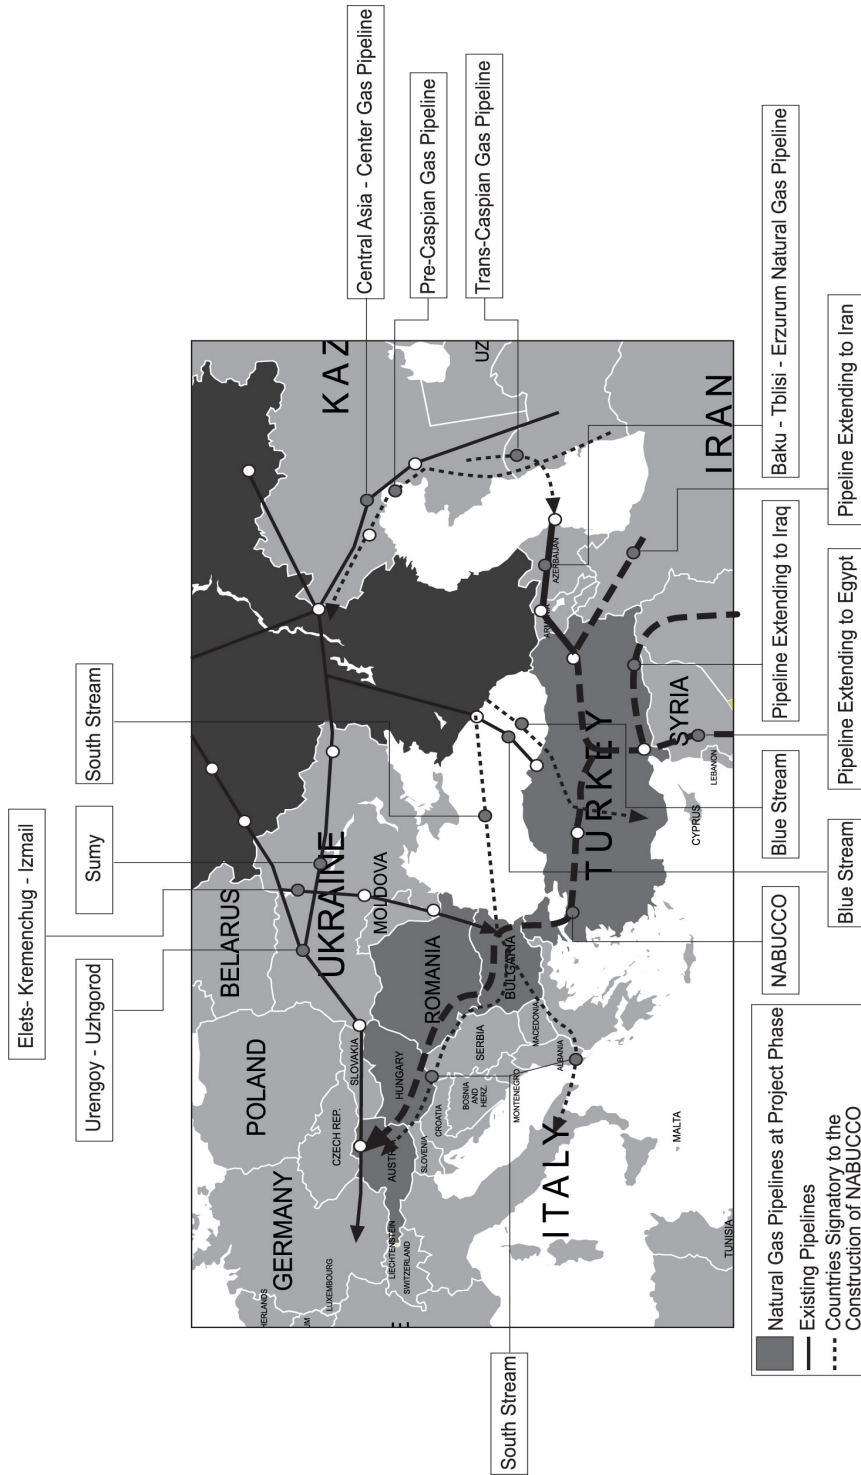 Elets- Kremenchug - Izmail
Urengoy - Uzhgorod
Sumy
South Stream
Central Asia - Center Gas Pipeline
Pre-Caspian Gas Pipeline
Trans-Caspian Gas Pipeline
Baku - Tblisi - Erzurum Natural Gas Pipeline
Pipeline Extending to Iran
Pipeline Extending to Iraq
Pipeline Extending to Egypt
Blue Stream
Blue Stream
NABUCCO
South Stream
HERLANDS
UM
LUXEMBOURG
GERMANY
POLAND
BELARUS
CZECH REP.
SLOVAKIA
UKRAINE
MOLDOVA
KAZ
LIECHTENSTEIN
SWITZERLAND
AUSTR
HUNGARY
ROMANIA
SLOVENIA
CROATIA
BOSNIA
AND
HERZ.
SERBIA
BULGARIA
MONTENEGRO
MACEDONIA
ALBANIA
ITALY
MALTA
TUNISIA
TURKEY
CYPRUS
SYRIA
LEBANON
AZERBAIJAN
UZ
IRAN
Natural Gas Pipelines at Project Phase
Existing Pipelines
Countries Signatory to the
Construction of NABUCCO